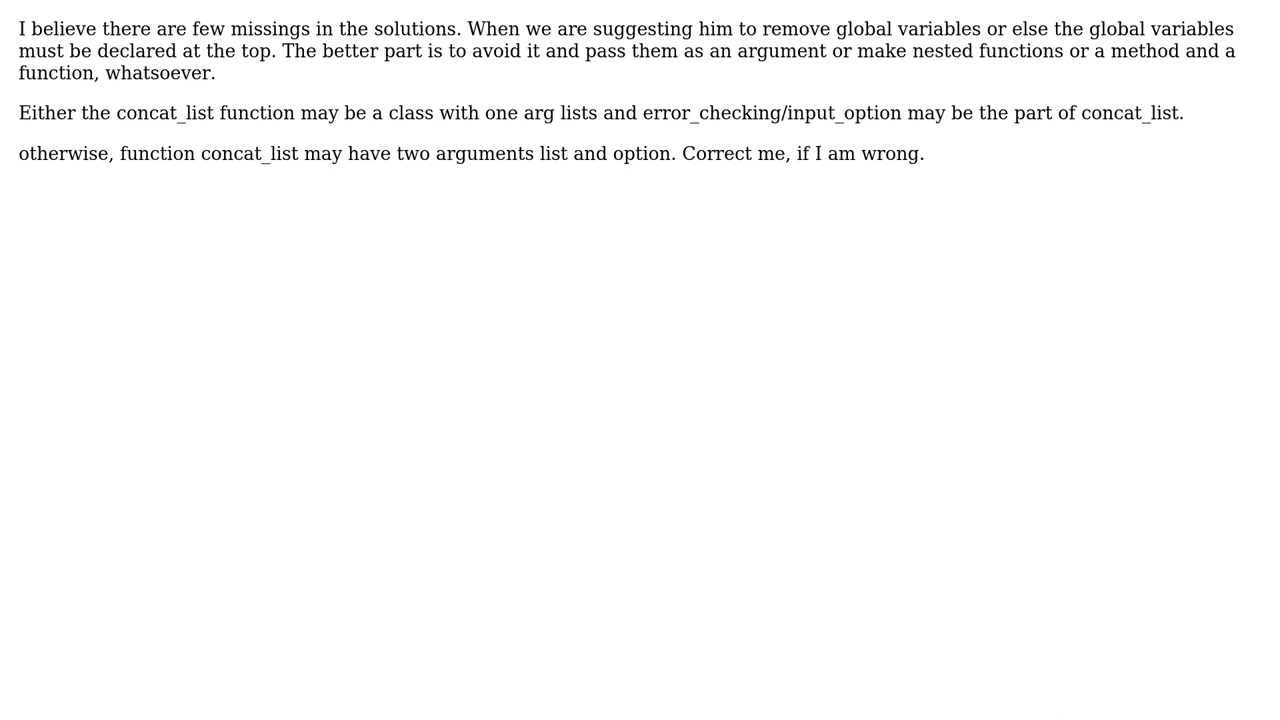 I believe there are few missings in the solutions. When we are suggesting him to remove global variables or else the global variables
must be declared at the top. The better part is to avoid it and pass them as an argument or make nested functions or a method and a
function, whatsoever.
Either the concat_list function may be a class with one arg lists and error_checking/input_option may be the part of concat_list.
otherwise, function concat_list may have two arguments list and option. Correct me, if I am wrong.